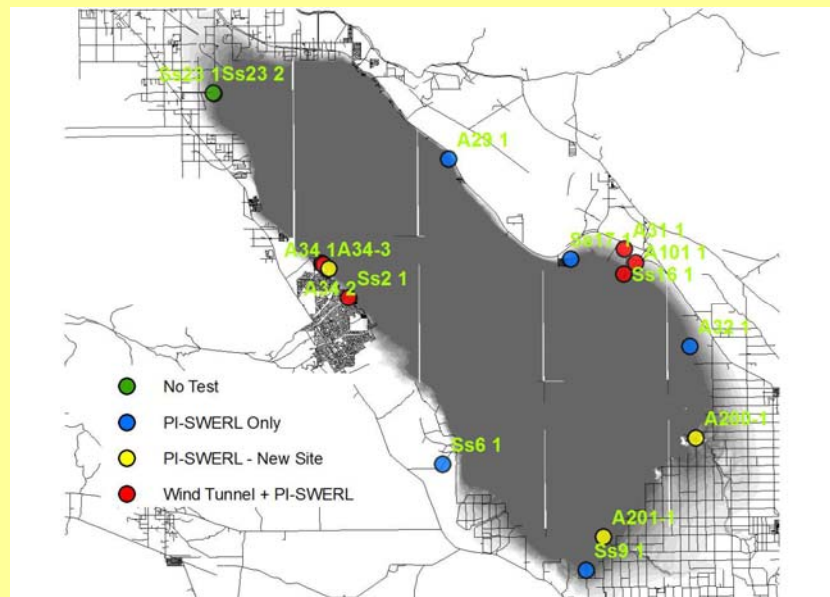 Ss23 1Ss23 2
A29 1
A31 1
Ss17 1
A101 1
A34 1A34-3
Ss16 1
Ss2 1
A34 2
A22 1
No Test
A200-1
PI-SWERL Only
Ss6 1
PI-SWERL - New Site
Wind Tunnel + PI-SWERL
A201-1
Ss9 1